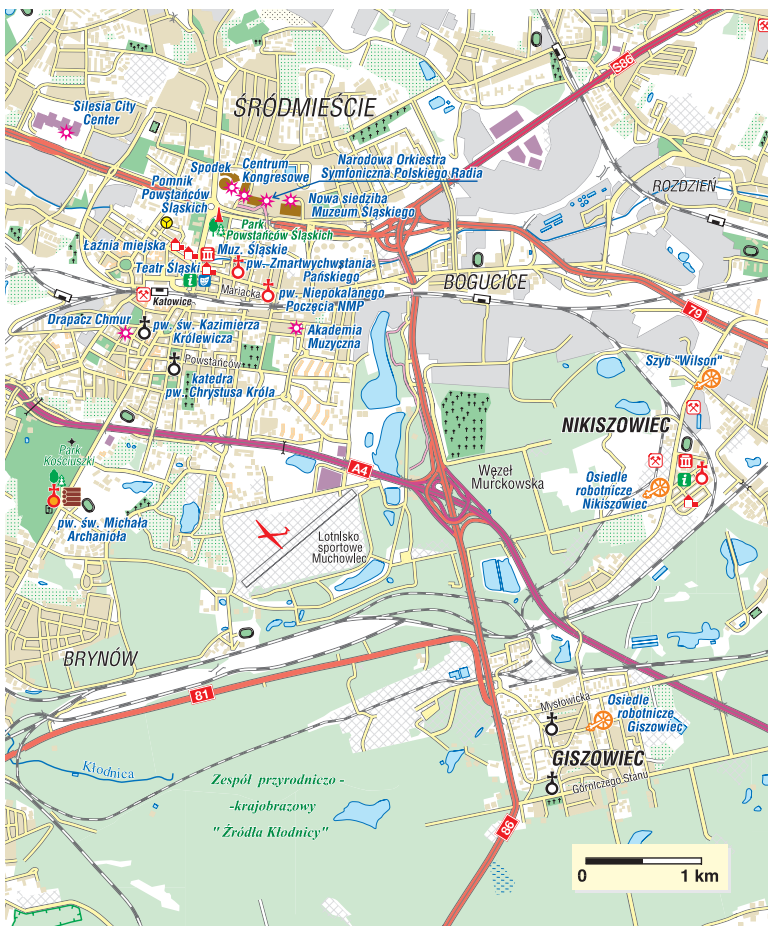 S86
Silesia City
Center
ŚRÓDMIEŚCIE
Spodek
Centrum
Kongresowe
Narodowa Orkiestra
Symfoniczna Polskiego Radia
Pomnik
Powstańców
Śląskich
Nowa siedziba
Muzeum Śląskiego
ROZDZIEŃ
Park
Powstańców Śląskich
Łaźnia miejska
Muz. Śląskie
pw. Zmartwychwstania
Pańskiego
Teatr Śląski
Mariacka
BOGUCICE
pw. Niepokalanego
Poczęcia NMP
Katowice
79
Drapacz Chmur
pw. św. Kazimierza
Królewicza
Akademia
Muzyczna
Powstańców
Szyb "Wilson"
katedra
pw. Chrystusa Króla
NIKISZOWIEC
Park
Kościuszki
A4
Węzeł
Murckowska
Osiedle
robotnicze
Nikiszowiec
pw. św. Michała
Archanioła
Lotnisko
sportowe
Muchowiec
BRYNÓW
81
Mysłowicka
Osiedle
robotnicze
Giszowiec
GISZOWIEC
Kłodnica
Górniczego Stanu
Zespół przyrodniczo -
-krajobrazowy
" Źródła Kłodnicy"
86
0 1 km